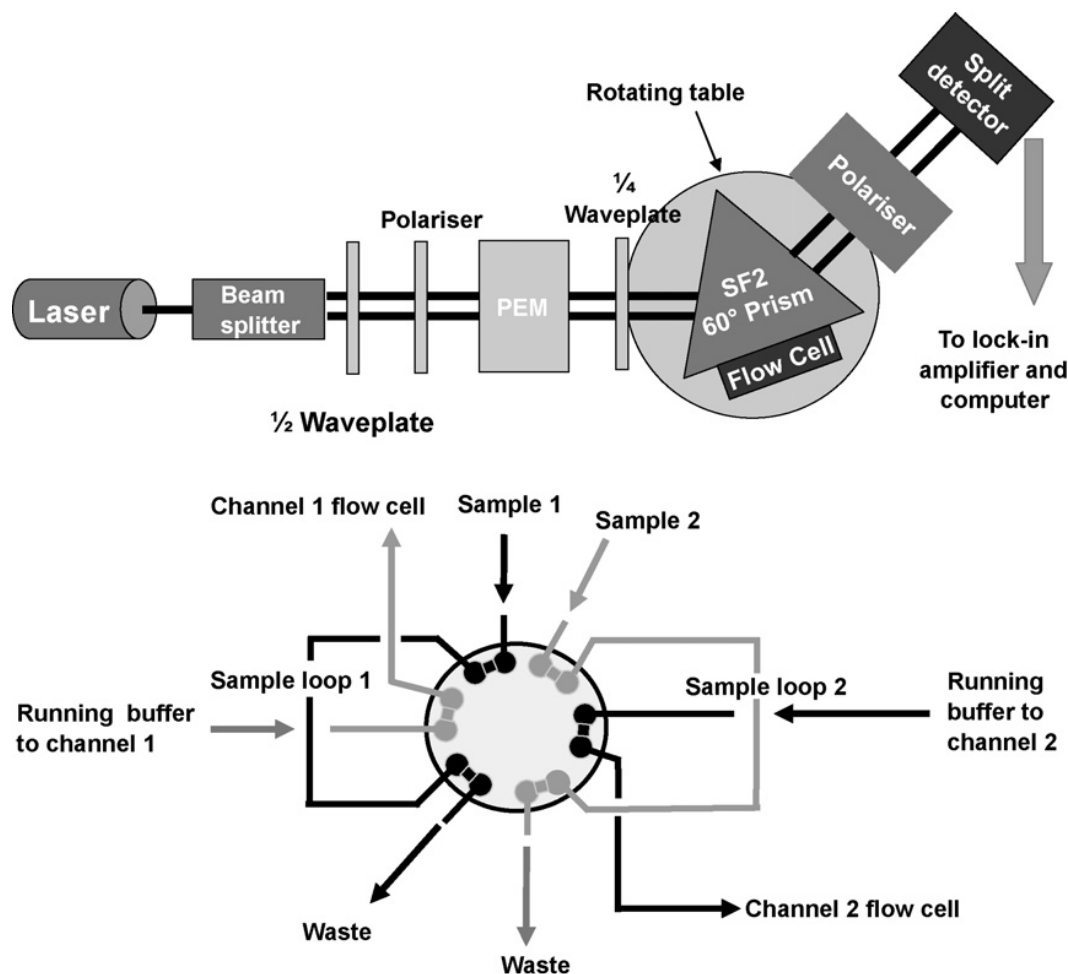 Split
detector
Rotating table
Polariser
¼
Waveplate
Polariser
Laser
Beam
splitter
PEM
SF2
60° Prism
Flow Cell
To lock-in
amplifier and
computer
½ Waveplate
Channel 1 flow cell
Sample 1
Sample 2
Sample loop 1
Sample loop 2
Running buffer
to channel 1
Running
buffer to
channel 2
Waste
Waste
Channel 2 flow cell